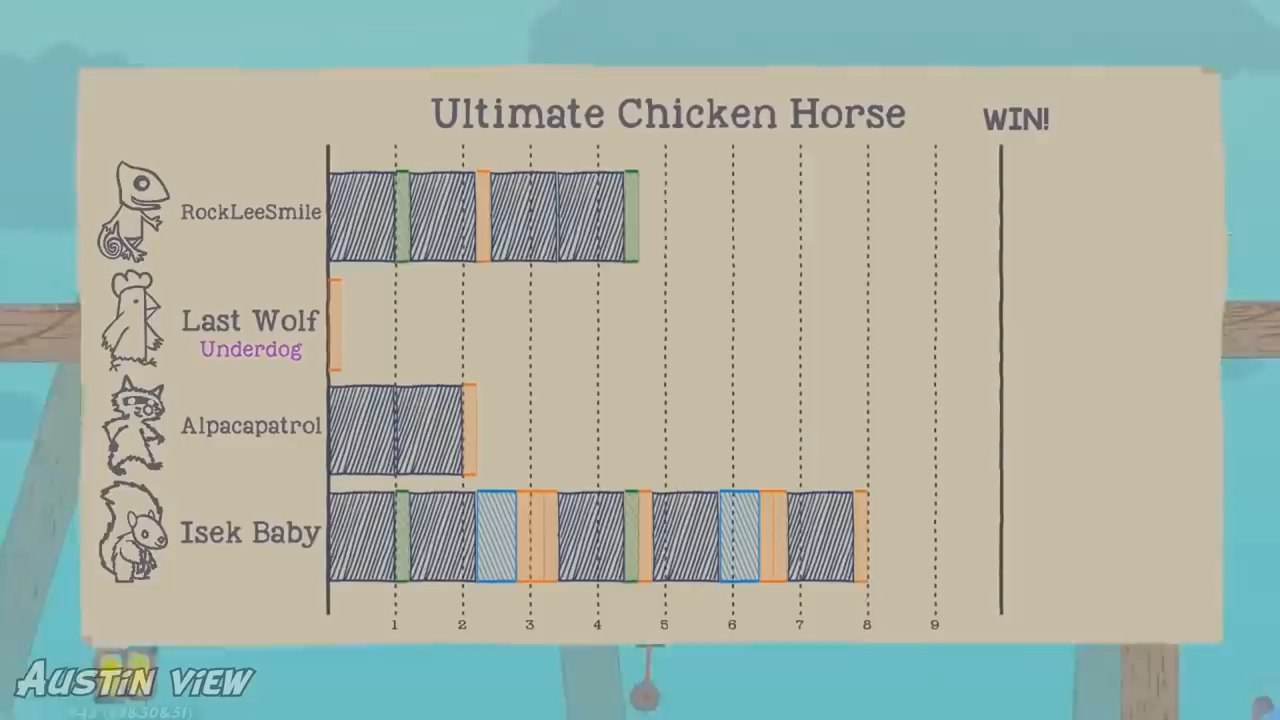 Ultimate Chicken Horse
WIN!
RockLeeSmile
Last Wolf
Underdog
Alpacapatrol
Isek Baby
1 2 3 4 5 6 7 8 9
AUSTIN VIEW